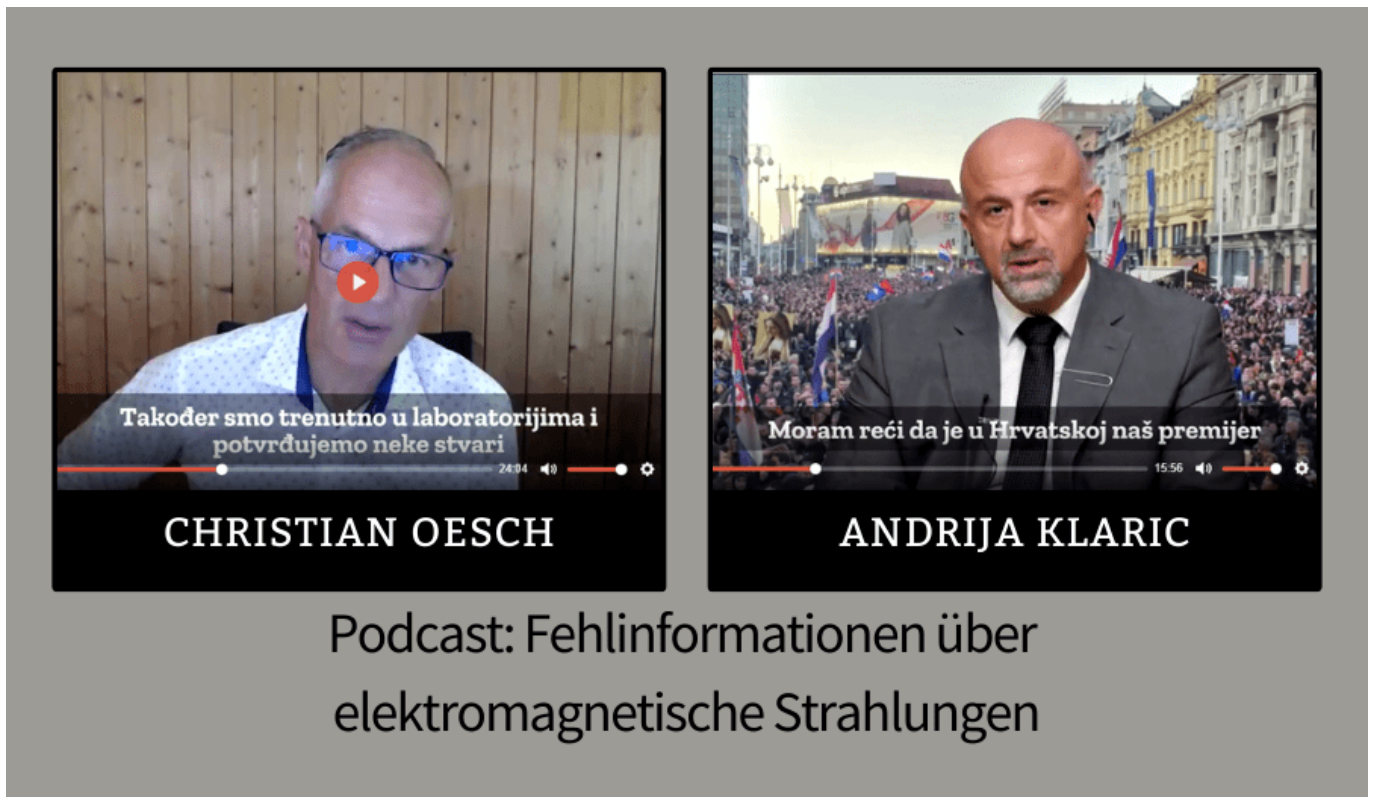 Također smo trenutno u laboratorijima i
potvrđujemo neke stvari
24:04
CHRISTIAN OESCH
Moram reći da je u Hrvatskoj naš premijer
15:56
ANDRIJA KLARIC
Podcast: Fehlinformationen über
elektromagnetische Strahlungen